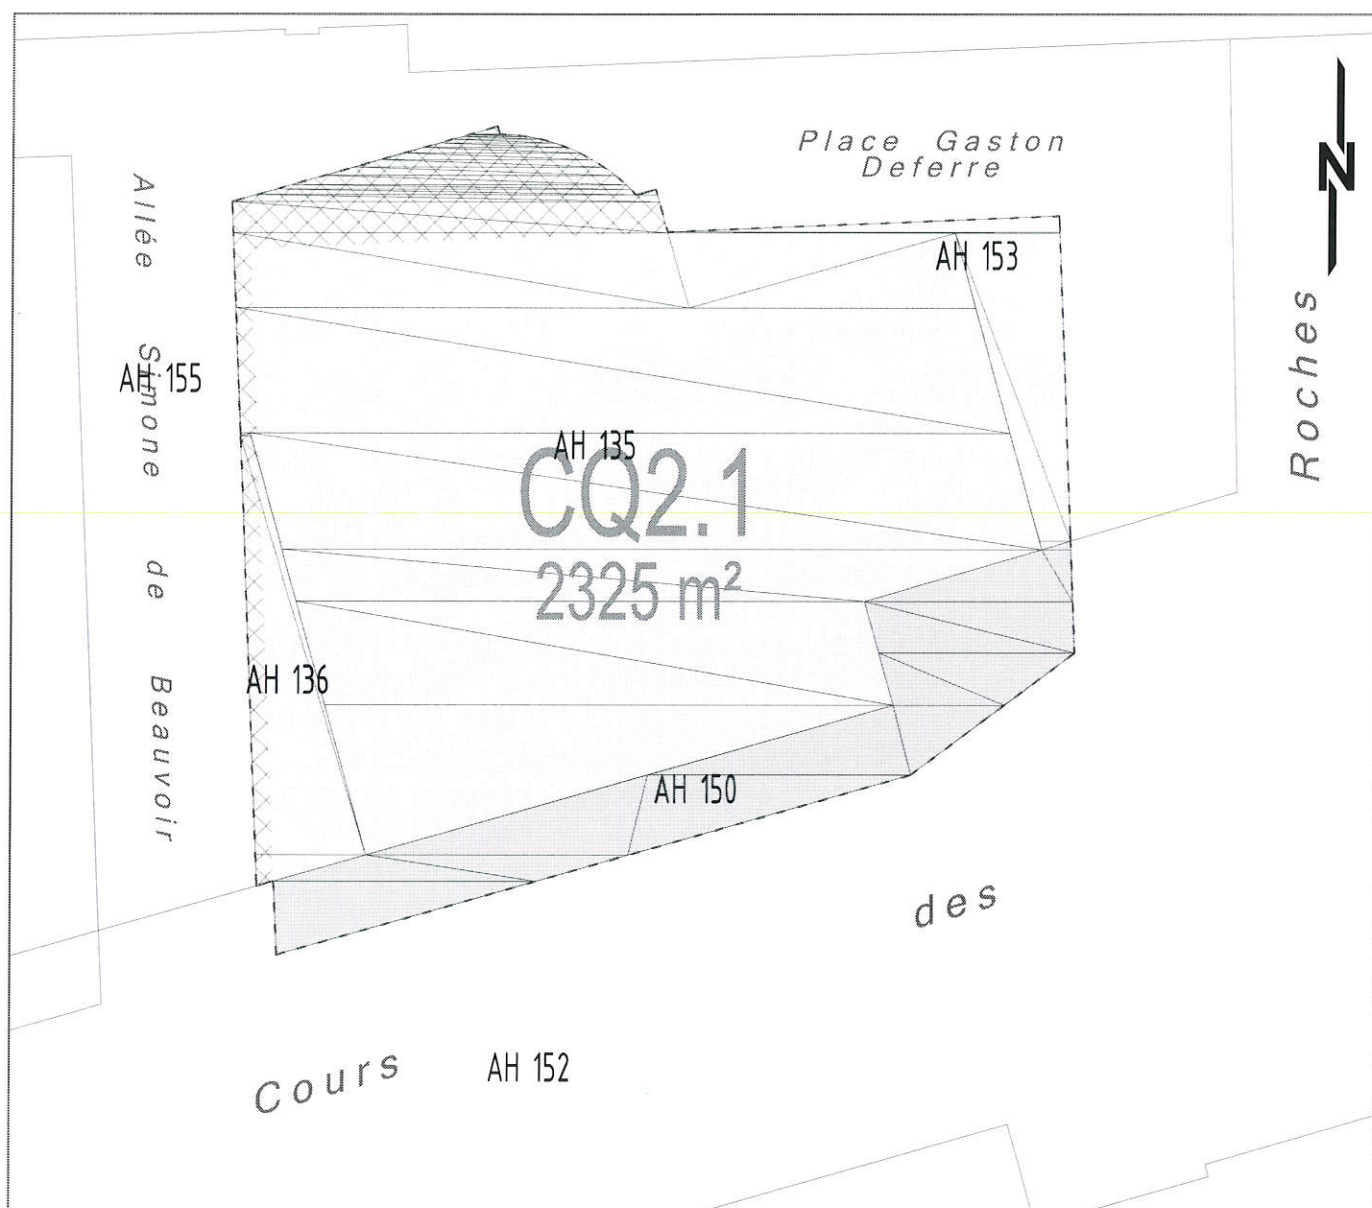 Place Gaston
Deferre
N
Allée Simone de Beauvoir
AH 153
Roches
AH 155
AH 135
CQ2.1
2325 m²
AH 136
AH 150
des
Cours
AH 152